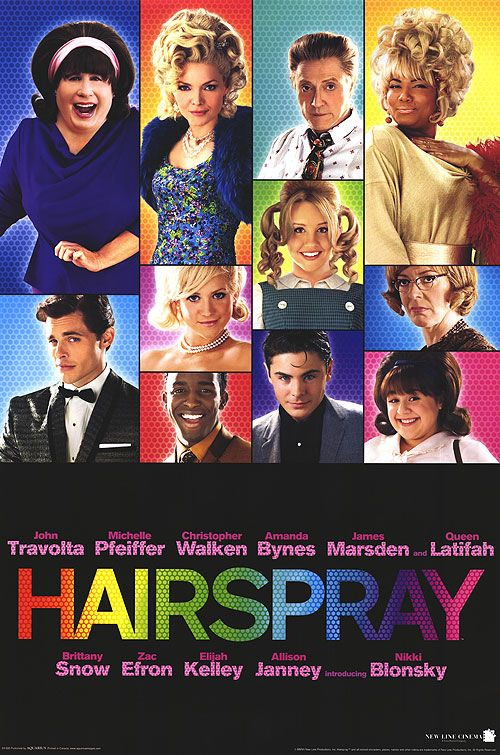 John Travolta Michelle Pfeiffer Christopher Walken Amanda Bynes James Marsden and Queen Latifah
HAIRSPRAY
Brittany Snow Zac Efron Elijah Kelley Allison Janney introducing Nikki Blonsky
NEW LINE CINEMA